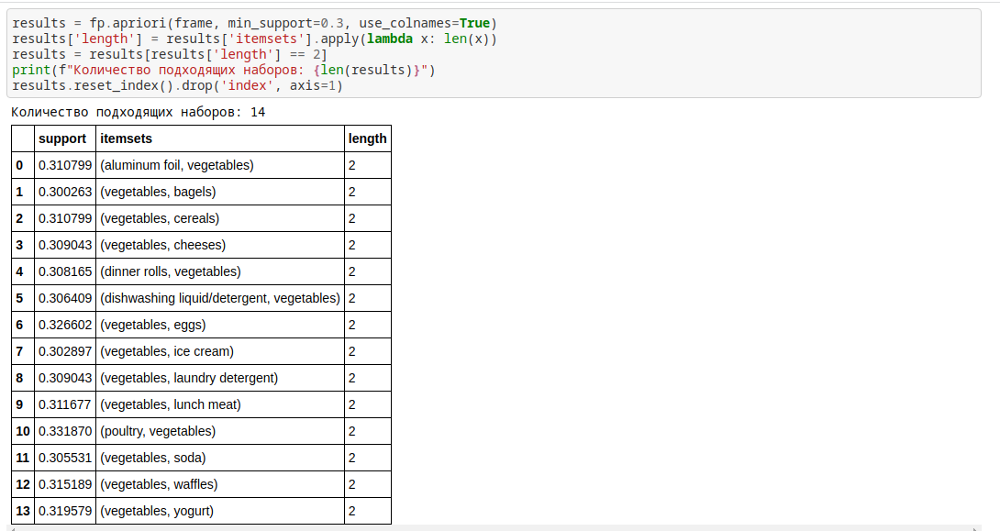 results = fp.apriori(frame, min_support=0.3, use_colnames=True)
results['length'] = results['itemsets'].apply(lambda x: len(x))
results = results[results['length'] == 2]
print(f"Количество подходящих наборов: {len(results)}")
results.reset_index().drop('index', axis=1)
Количество подходящих наборов: 14
support itemsets length
0 0.310799 (aluminum foil, vegetables) 2
1 0.300263 (vegetables, bagels) 2
2 0.310799 (vegetables, cereals) 2
3 0.309043 (vegetables, cheeses) 2
4 0.308165 (dinner rolls, vegetables) 2
5 0.306409 (dishwashing liquid/detergent, vegetables) 2
6 0.326602 (vegetables, eggs) 2
7 0.302897 (vegetables, ice cream) 2
8 0.309043 (vegetables, laundry detergent) 2
9 0.311677 (vegetables, lunch meat) 2
10 0.331870 (poultry, vegetables) 2
11 0.305531 (vegetables, soda) 2
12 0.315189 (vegetables, waffles) 2
13 0.319579 (vegetables, yogurt) 2